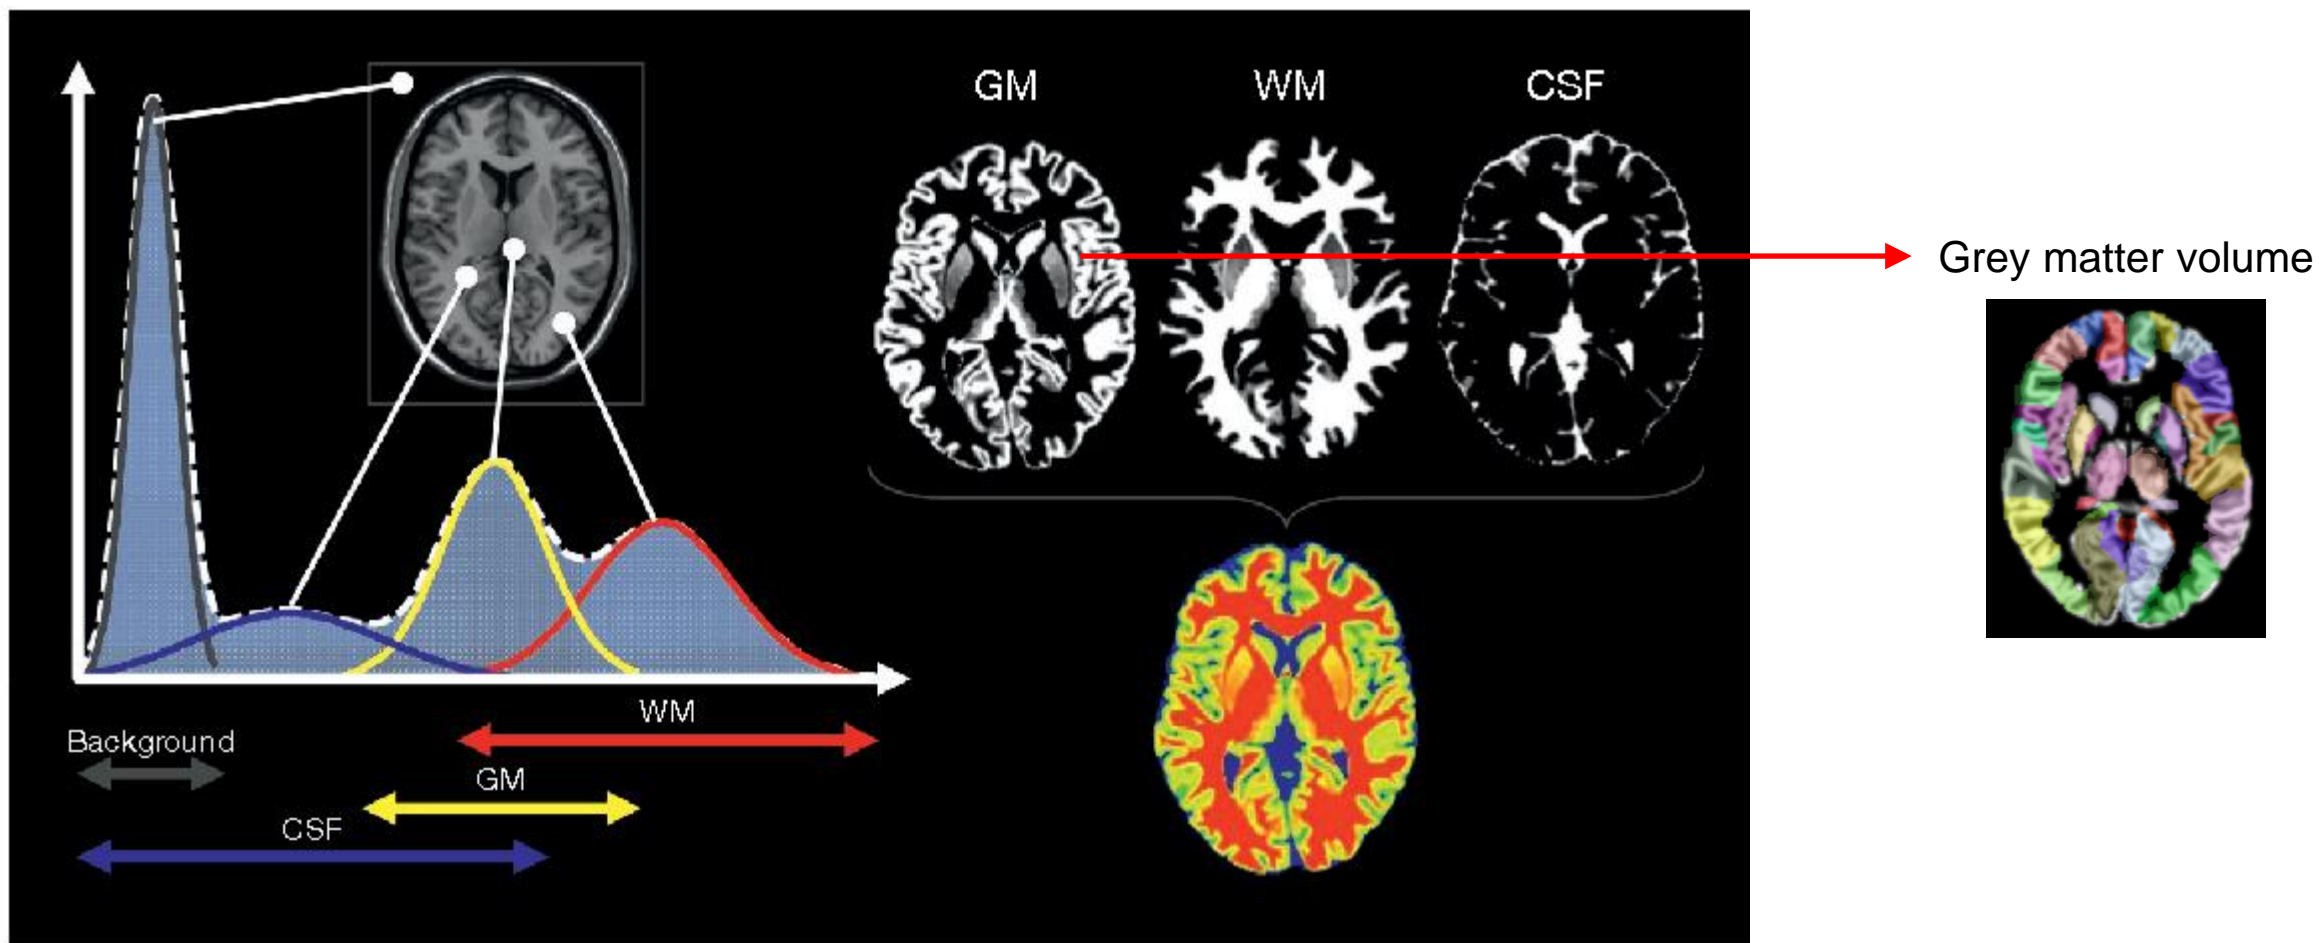 GM WM CSF
Grey matter volume
WM
Background
GM
CSF